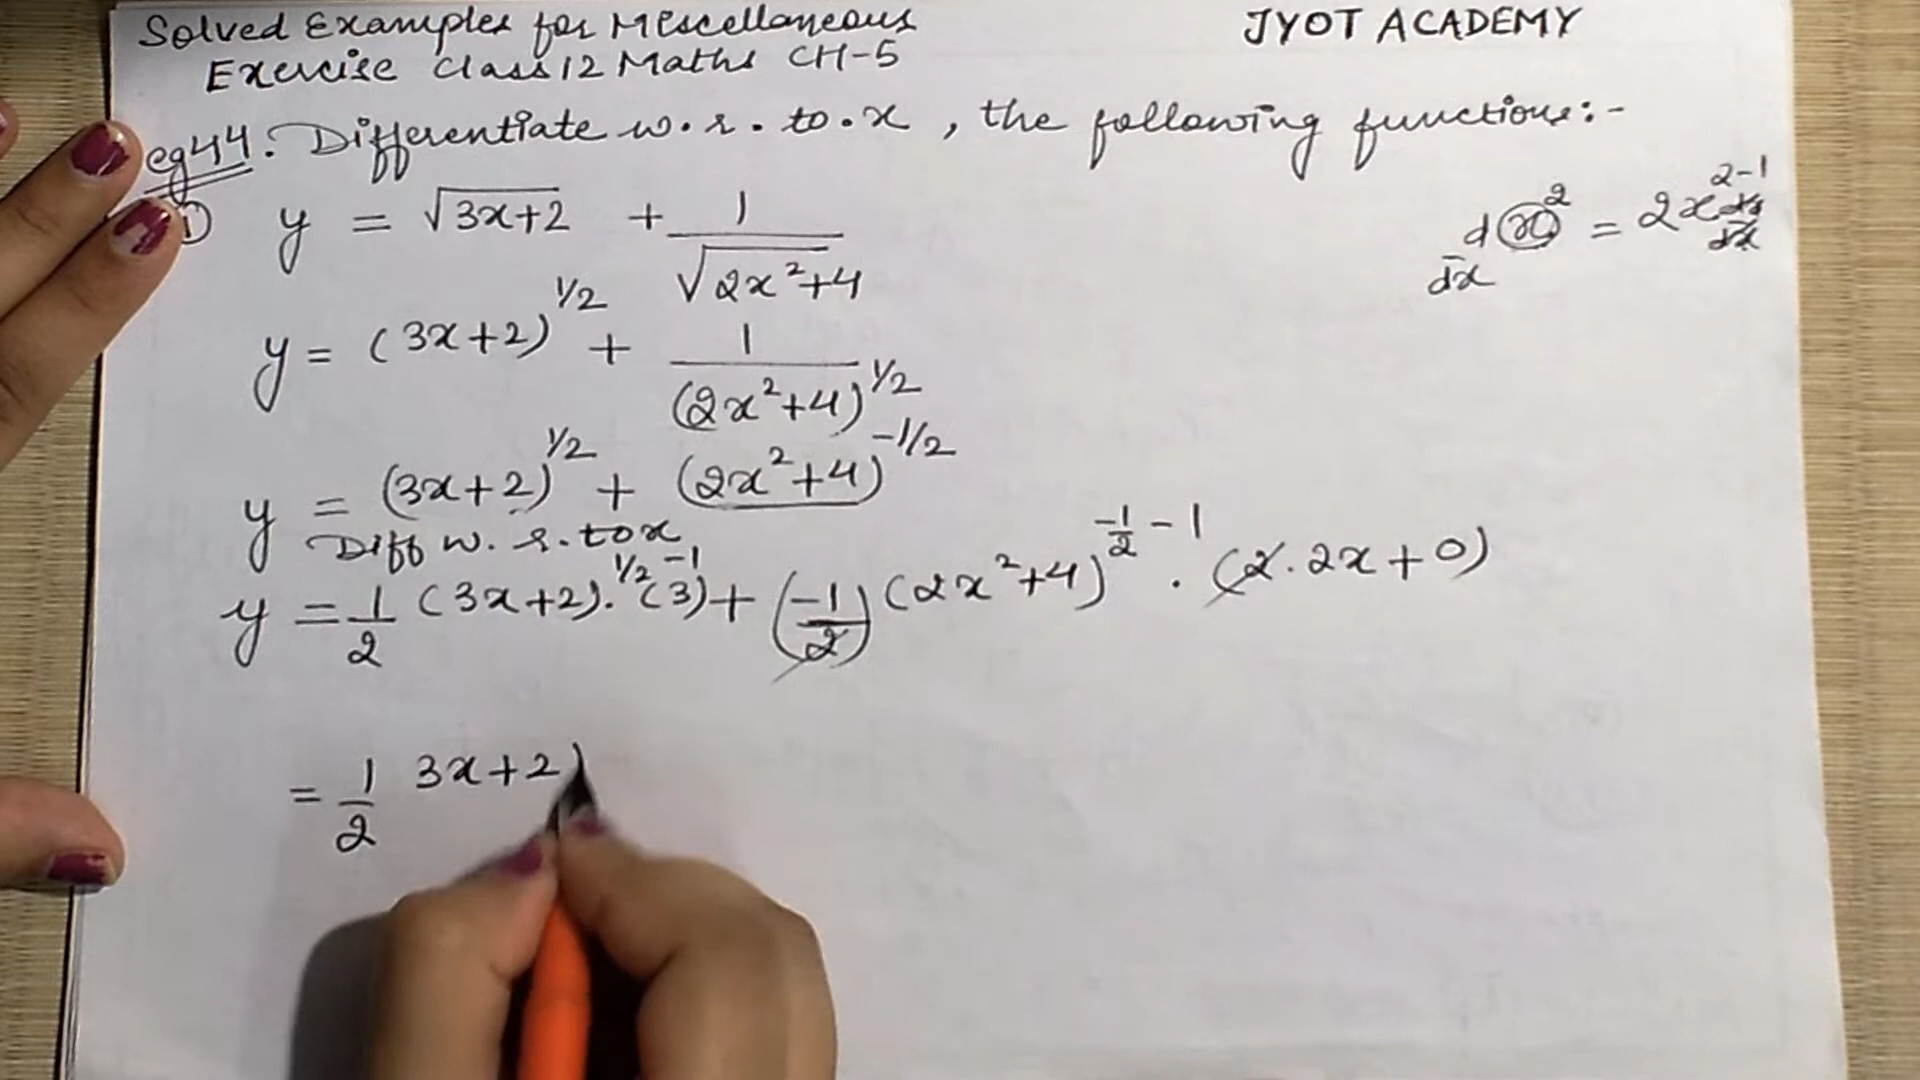 Solved Examples for Miscellaneous JYOT ACADEMY
Exercise Class 12 Maths CH-5
eg 44. Differentiate w.r.to.x, the following functions:-
① y = √(3x+2) + 1/√(2x²+4)
d/dx (x)² = 2x²⁻¹ dx/dx
y = (3x+2)^1/2 + 1/(2x²+4)^1/2
y = (3x+2)^1/2 + (2x²+4)^-1/2
Diff w.r.to x
y = 1/2 (3x+2).^1/2-1 (3) + (-1/2) (2x²+4)^-1/2-1 . (2.2x+0)
= 1/2 3x+2)